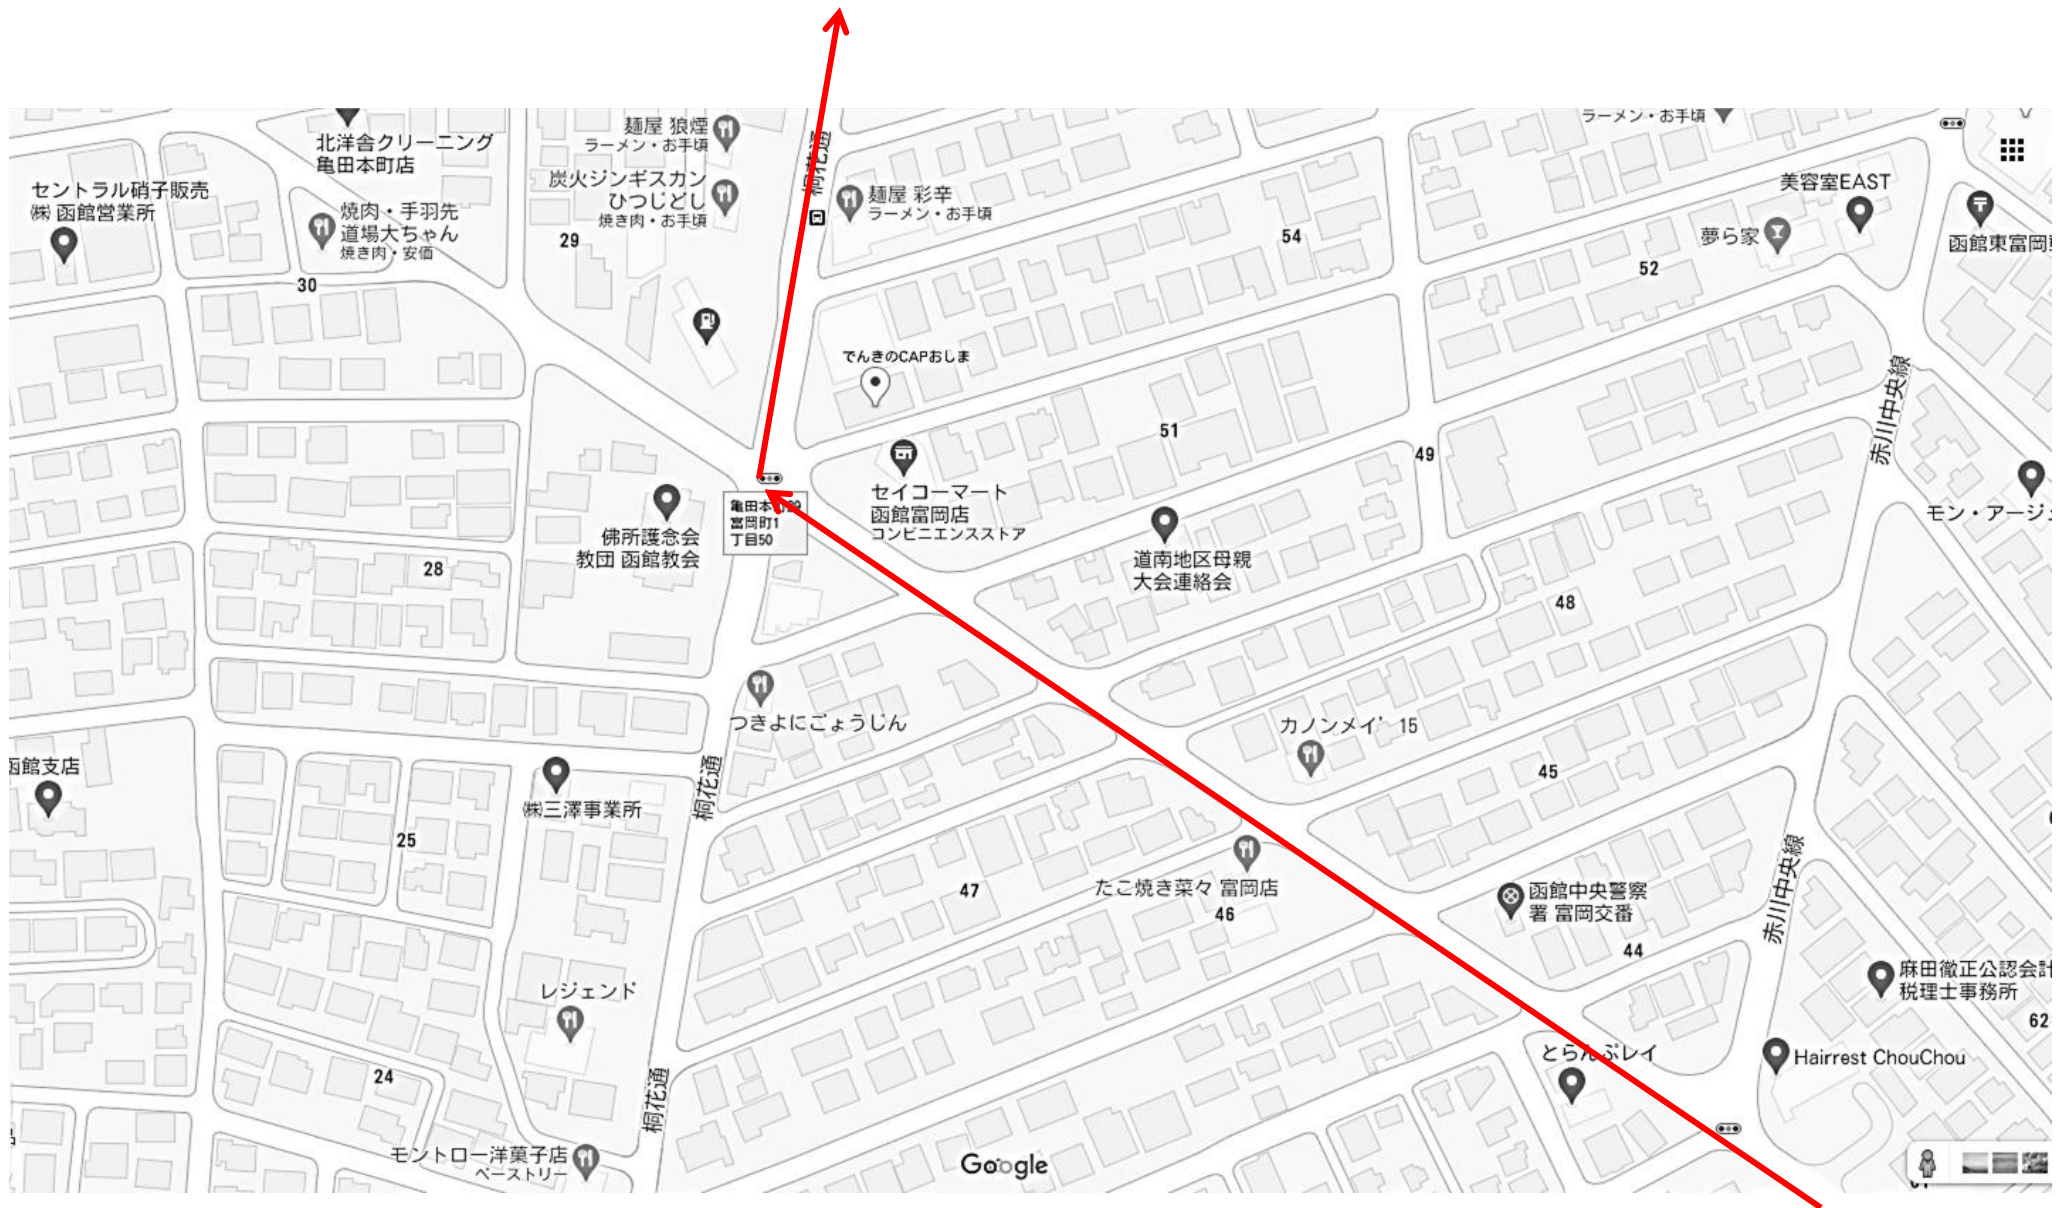 北洋舎クリーニング
亀田本町店
麺屋 狼煙
ラーメン・お手頃
炭火ジンギスカン
ひつじどし
焼き肉・お手頃
桐花通
麺屋 彩辛
ラーメン・お手頃
ラーメン・お手頃
美容室EAST
夢ら家
函館東富岡
セントラル硝子販売
㈱ 函館営業所
焼肉・手羽先
道場大ちゃん
焼き肉・安価
29
30
54
52
でんきのCAPおしま
51
49
赤川中央線
セイコーマート
函館富岡店
コンビニエンスストア
亀田本町29
富岡町1
丁目50
佛所護念会
教団 函館教会
28
道南地区母親
大会連絡会
48
モン・アージュ
つきよにごょうじん
カノンメイ' 15
函館支店
㈱三澤事業所
桐花通
25
45
47
たこ焼き菜々 富岡店
46
函館中央警察
署 富岡交番
44
赤川中央線
麻田徹正公認会計
税理士事務所
62
レジェンド
とらんぷレイ
Hairrest ChouChou
24
桐花通
モントロー洋菓子店
ペーストリー
Google